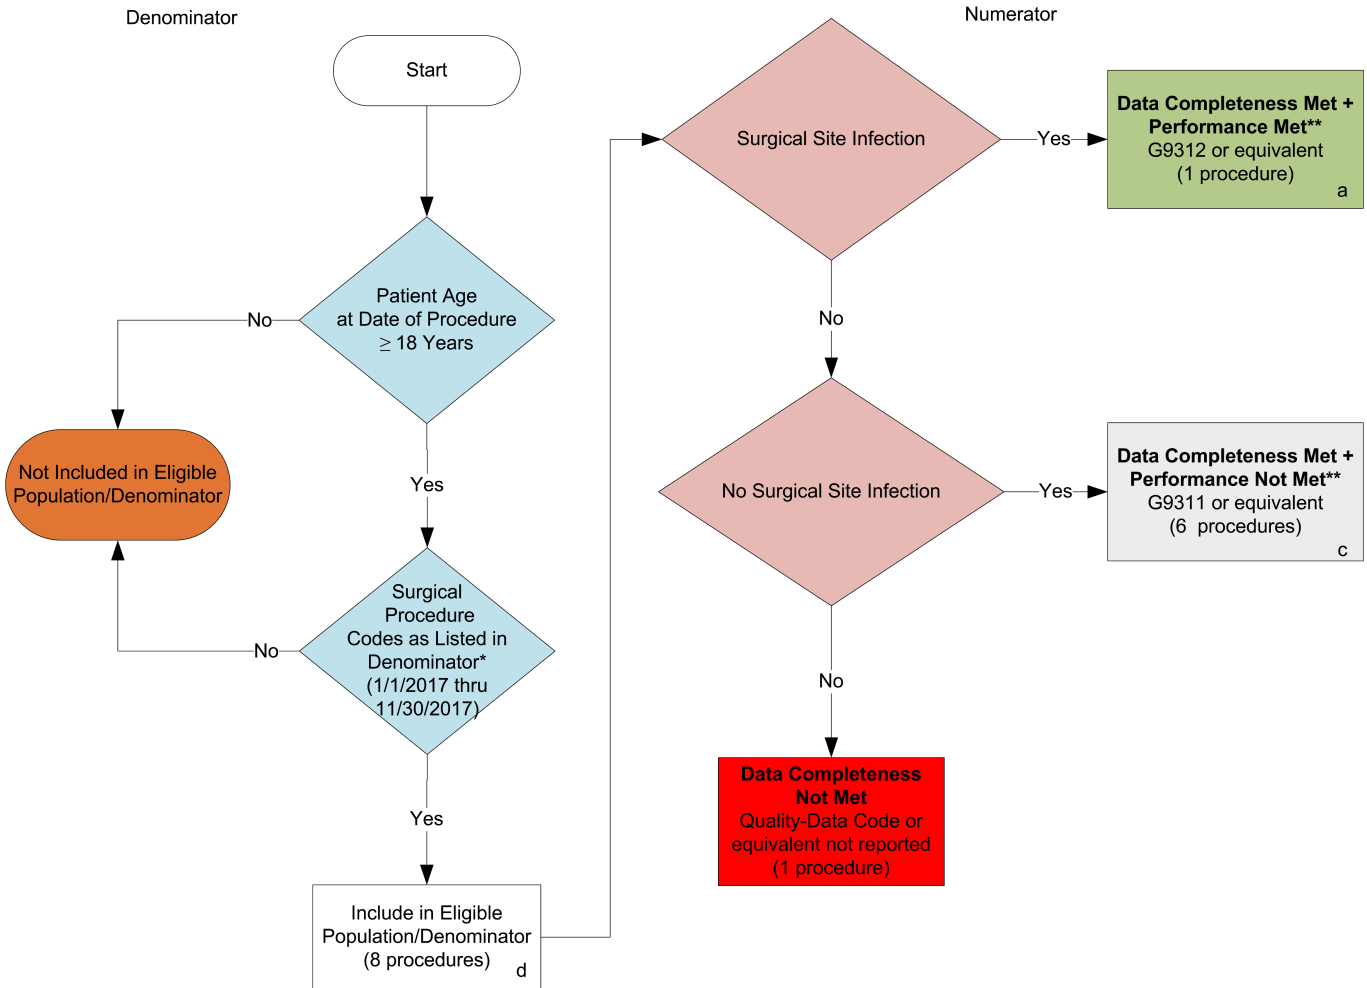 Denominator
Numerator
Start
Patient Age
at Date of Procedure
≥ 18 Years
No
Yes
Not Included in Eligible
Population/Denominator
Surgical
Procedure
Codes as Listed in
Denominator*
(1/1/2017 thru
11/30/2017)
No
Yes
Include in Eligible
Population/Denominator
(8 procedures)
d
Surgical Site Infection
Yes
Data Completeness Met +
Performance Met**
G9312 or equivalent
(1 procedure)
a
No
No Surgical Site Infection
Yes
Data Completeness Met +
Performance Not Met**
G9311 or equivalent
(6 procedures)
c
No
Data Completeness
Not Met
Quality-Data Code or
equivalent not reported
(1 procedure)